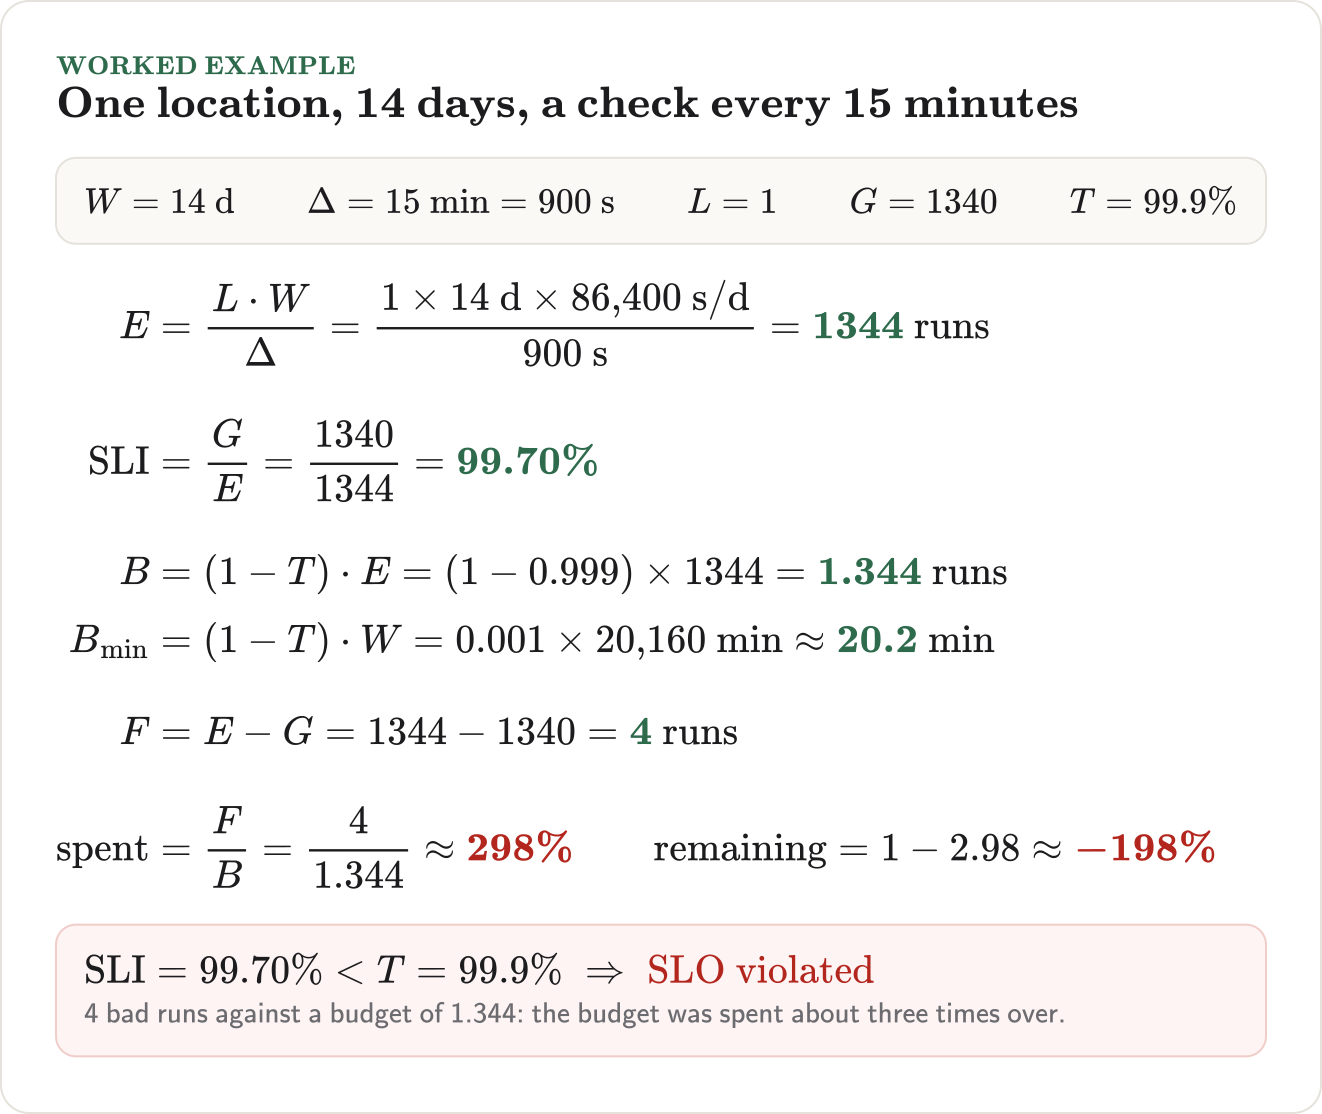 WORKED EXAMPLE
One location, 14 days, a check every 15 minutes
W = 14 d    Δ = 15 min = 900 s    L = 1    G = 1340    T = 99.9%
E = (L · W)/Δ = (1 × 14 d × 86,400 s/d)/(900 s) = 1344 runs
SLI = G/E = 1340/1344 = 99.70%
B = (1 − T) · E = (1 − 0.999) × 1344 = 1.344 runs
B_min = (1 − T) · W = 0.001 × 20,160 min ≈ 20.2 min
F = E − G = 1344 − 1340 = 4 runs
spent = F/B = 4/1.344 ≈ 298%    remaining = 1 − 2.98 ≈ −198%
SLI = 99.70% < T = 99.9% ⇒ SLO violated
4 bad runs against a budget of 1.344: the budget was spent about three times over.